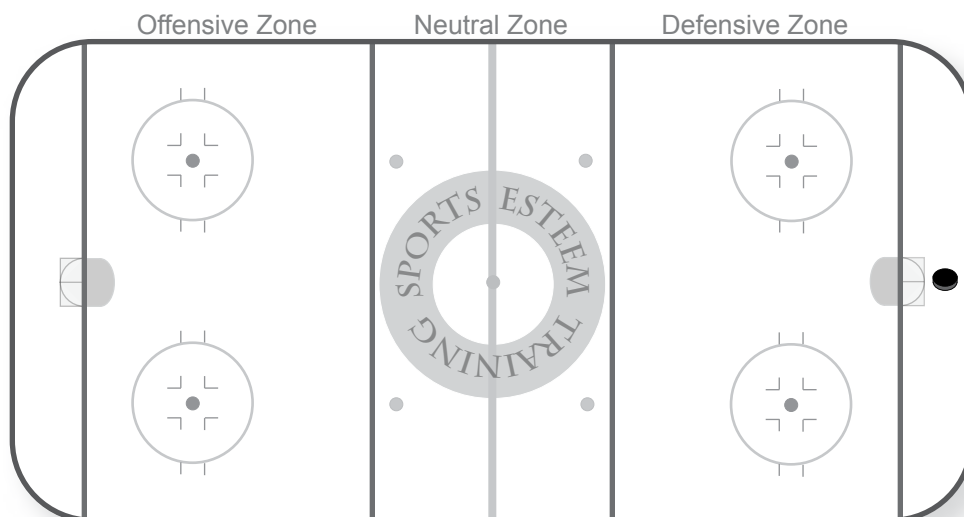 Offensive Zone
Neutral Zone
Defensive Zone
SPORTS ESTEEM TRAINING